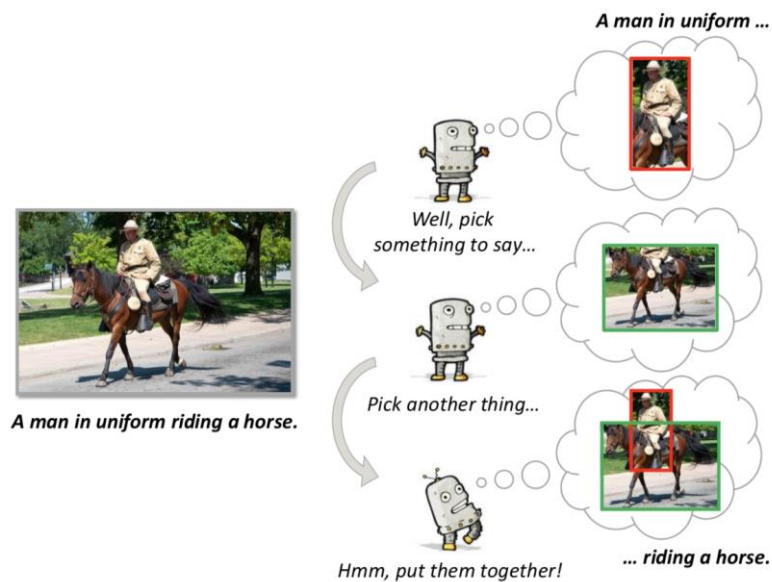 A man in uniform …
Well, pick
something to say…
A man in uniform riding a horse.
Pick another thing…
… riding a horse.
Hmm, put them together!